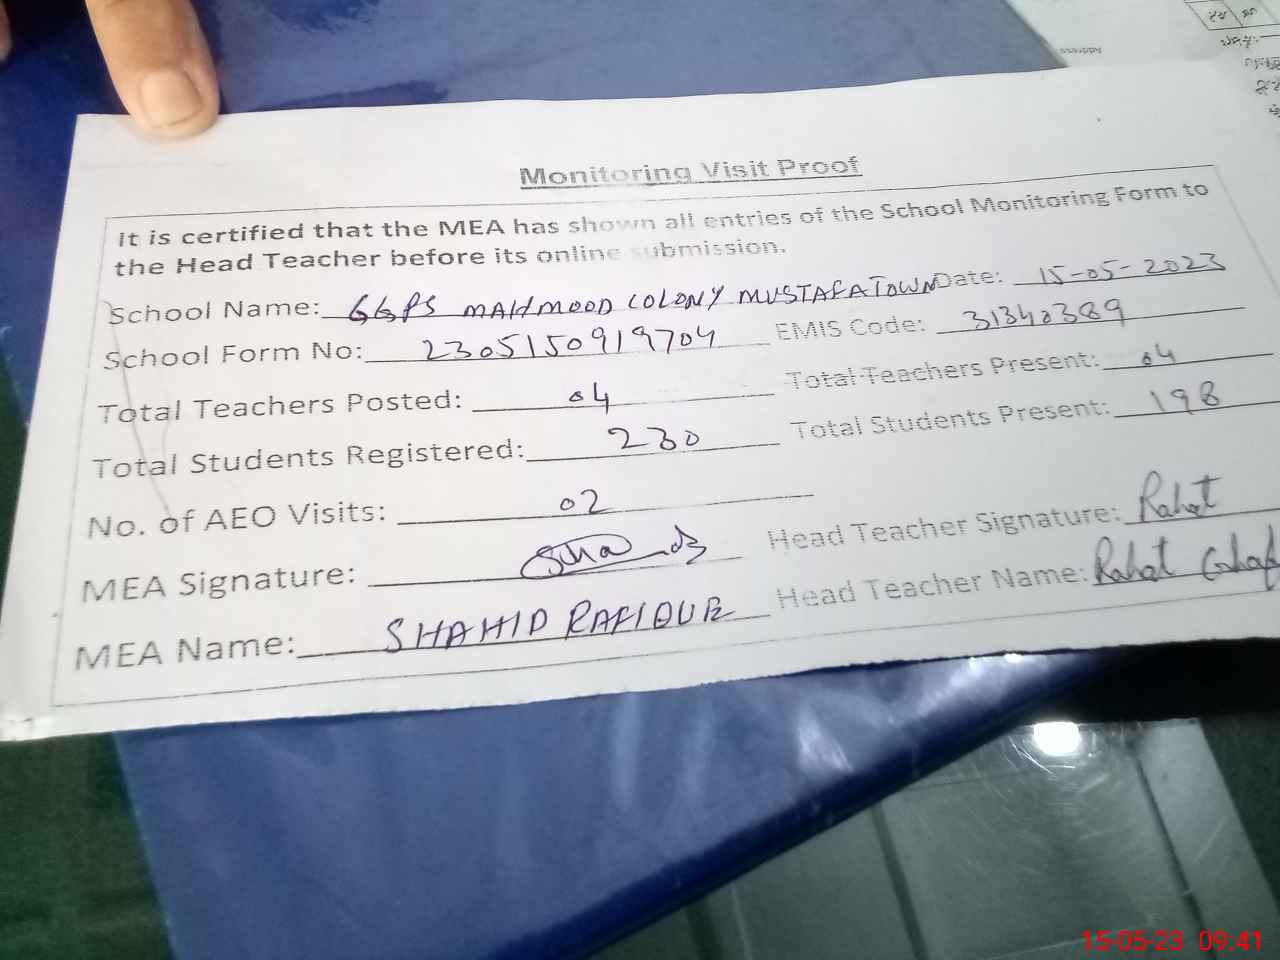 Address
Monitoring Visit Proof
It is certified that the MEA has shown all entries of the School Monitoring Form to
the Head Teacher before its online submission.
School Name: GGPS MAHMOOD COLONY MUSTAFATOWN Date: 15-05-2023
School Form No: 2305150919704 EMIS Code: 31340389
Total Teachers Posted: 04 Total Teachers Present: 04
Total Students Registered: 230 Total Students Present: 198
No. of AEO Visits: 02
MEA Signature: Head Teacher Signature: Rahat
MEA Name: SHAHID RAFIQUE Head Teacher Name: Rahat
15-05-23 09:41